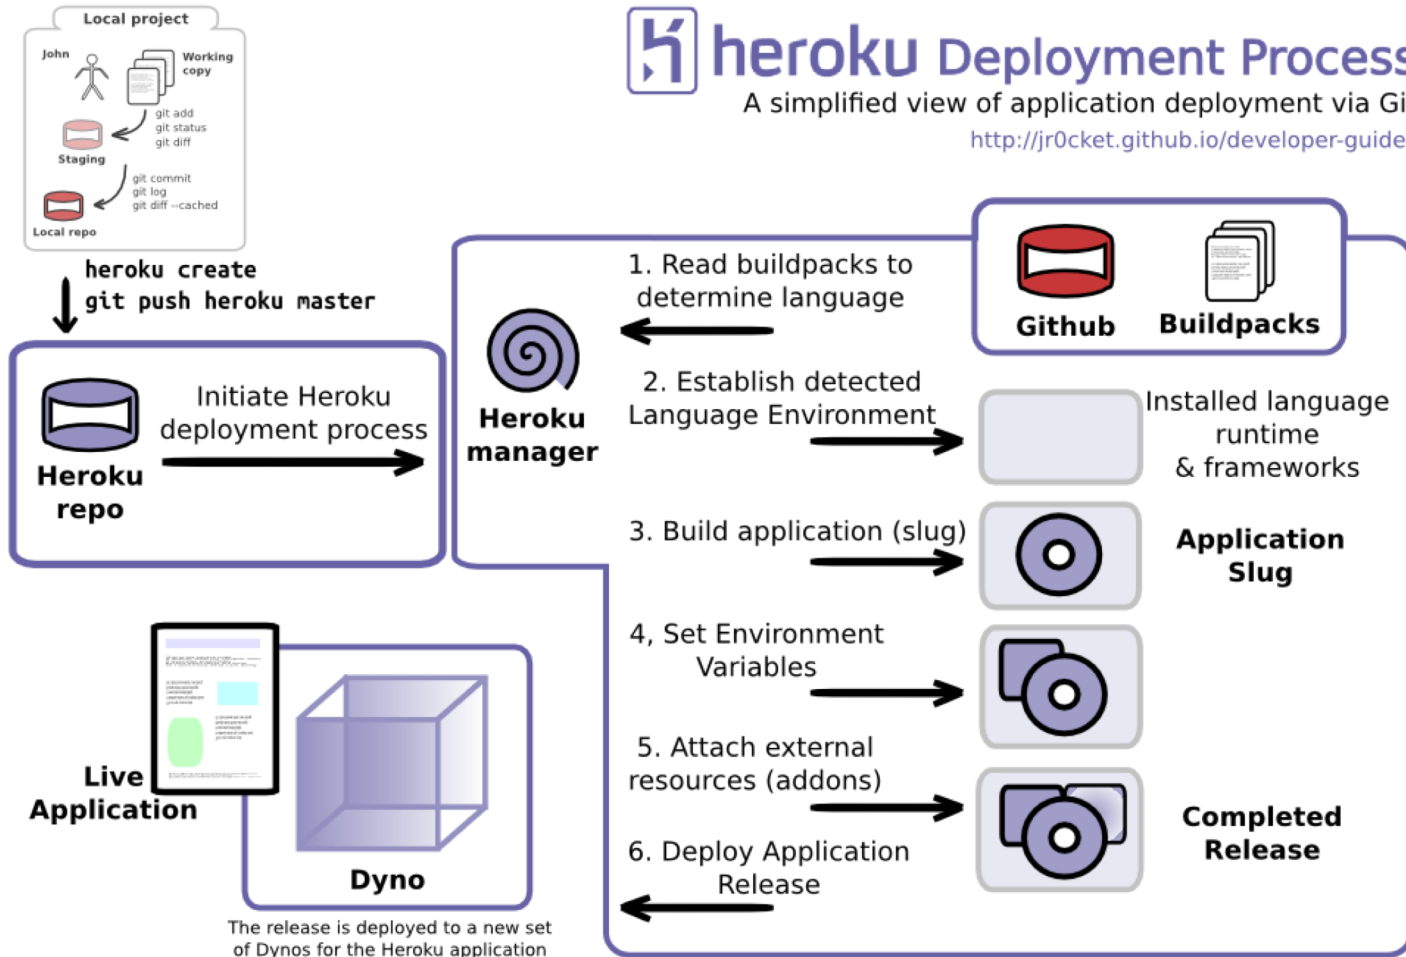 Local project
John
Working
copy
git add
git status
git diff
Staging
git commit
git log
git diff --cached
Local repo
heroku create
git push heroku master
heroku Deployment Process
A simplified view of application deployment via Gi
http://jr0cket.github.io/developer-guide
Heroku
repo
Initiate Heroku
deployment process
Heroku
manager
1. Read buildpacks to
determine language
Github
Buildpacks
2. Establish detected
Language Environment
Installed language
runtime
& frameworks
3. Build application (slug)
Application
Slug
4, Set Environment
Variables
5. Attach external
resources (addons)
Completed
Release
6. Deploy Application
Release
Live
Application
Dyno
The release is deployed to a new set
of Dynos for the Heroku application